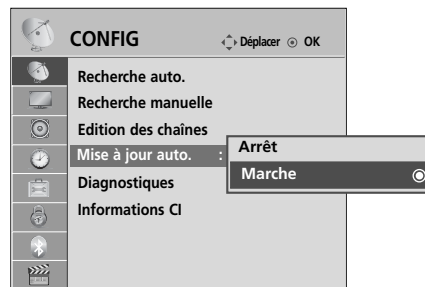 CONFIG
Déplacer OK
Recherche auto.
Recherche manuelle
Edition des chaînes
Mise à jour auto. :
Arrêt
Marche
Diagnostiques
Informations CI